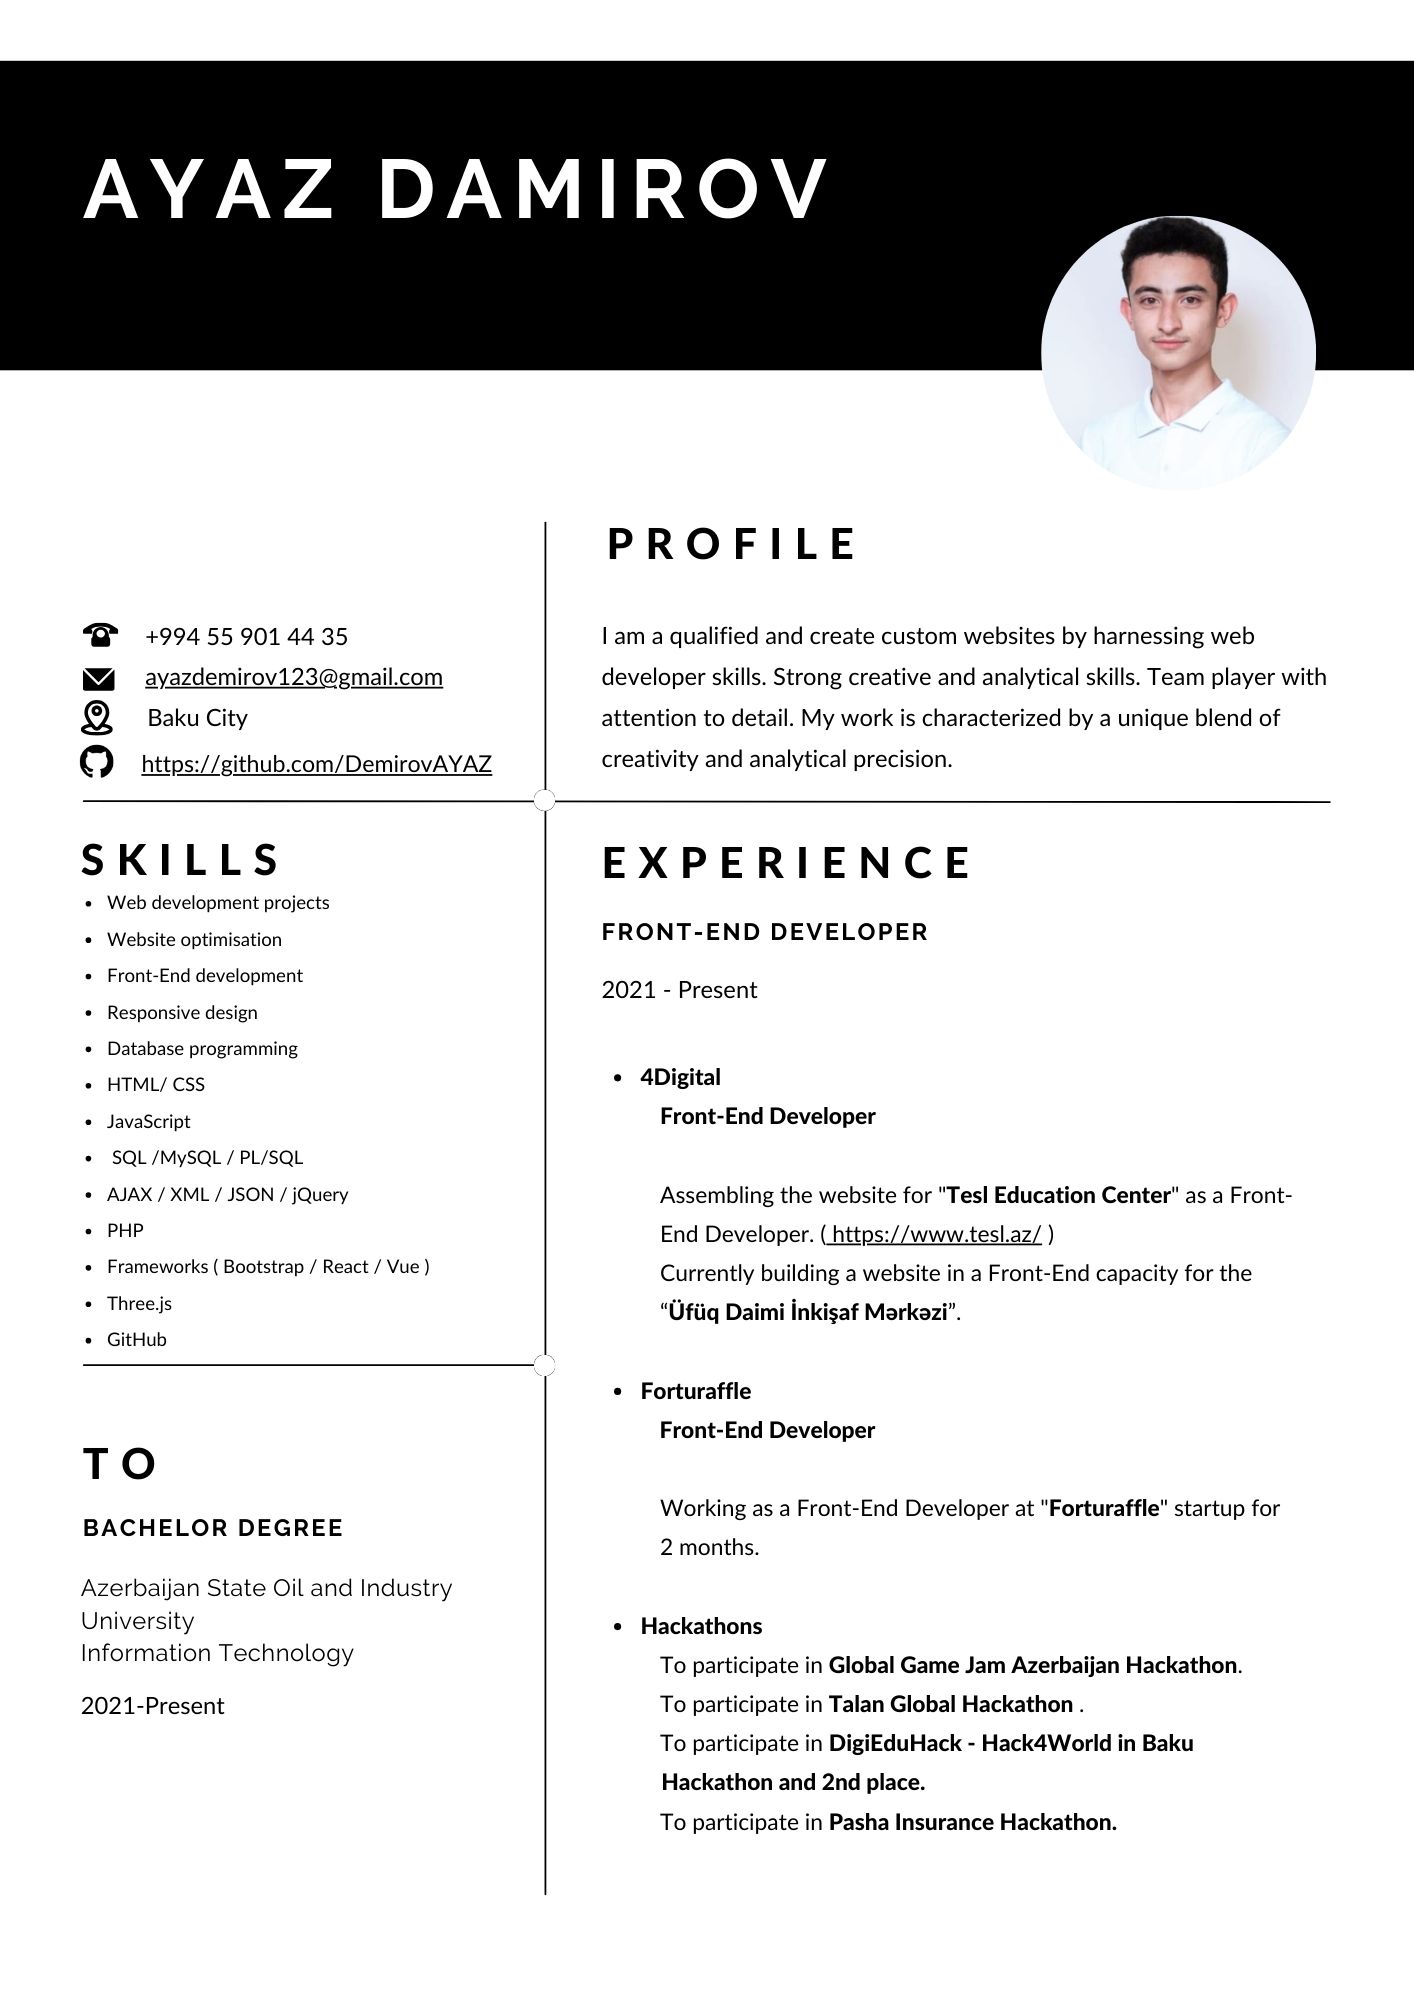 AYAZ DAMIROV
+994 55 901 44 35
ayazdemirov123@gmail.com
Baku City
https://github.com/DemirovAYAZ
PROFILE
I am a qualified and create custom websites by harnessing web
developer skills. Strong creative and analytical skills. Team player with
attention to detail. My work is characterized by a unique blend of
creativity and analytical precision.
SKILLS
• Web development projects
• Website optimisation
• Front-End development
• Responsive design
• Database programming
• HTML/ CSS
• JavaScript
• SQL /MySQL / PL/SQL
• AJAX / XML / JSON / jQuery
• PHP
• Frameworks ( Bootstrap / React / Vue )
• Three.js
• GitHub
TO
BACHELOR DEGREE
Azerbaijan State Oil and Industry
University
Information Technology
2021-Present
EXPERIENCE
FRONT-END DEVELOPER
2021 - Present
• 4Digital
Front-End Developer
Assembling the website for "Tesl Education Center" as a Front-
End Developer. ( https://www.tesl.az/ )
Currently building a website in a Front-End capacity for the
“Üfüq Daimi İnkişaf Mərkəzi”.
• Forturaffle
Front-End Developer
Working as a Front-End Developer at "Forturaffle" startup for
2 months.
• Hackathons
To participate in Global Game Jam Azerbaijan Hackathon.
To participate in Talan Global Hackathon .
To participate in DigiEduHack - Hack4World in Baku
Hackathon and 2nd place.
To participate in Pasha Insurance Hackathon.